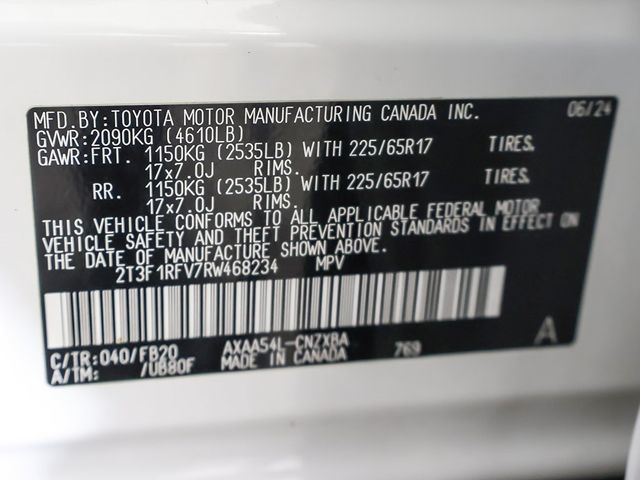 MFD.BY:TOYOTA MOTOR MANUFACTURING CANADA INC. 06/24
GVWR:2090KG (4610LB)
GAWR:FRT. 1150KG (2535LB) WITH 225/65R17 TIRES.
17x7.0J RIMS.
RR. 1150KG (2535LB) WITH 225/65R17 TIRES.
17x7.0J RIMS.
THIS VEHICLE CONFORMS TO ALL APPLICABLE FEDERAL MOTOR
VEHICLE SAFETY AND THEFT PREVENTION STANDARDS IN EFFECT ON
THE DATE OF MANUFACTURE SHOWN ABOVE.
2T3F1RFV7RW468234 MPV
C/TR:040/FB20 AXAA54L-CNZXBA 769 A
A/TM: /UB80F MADE IN CANADA